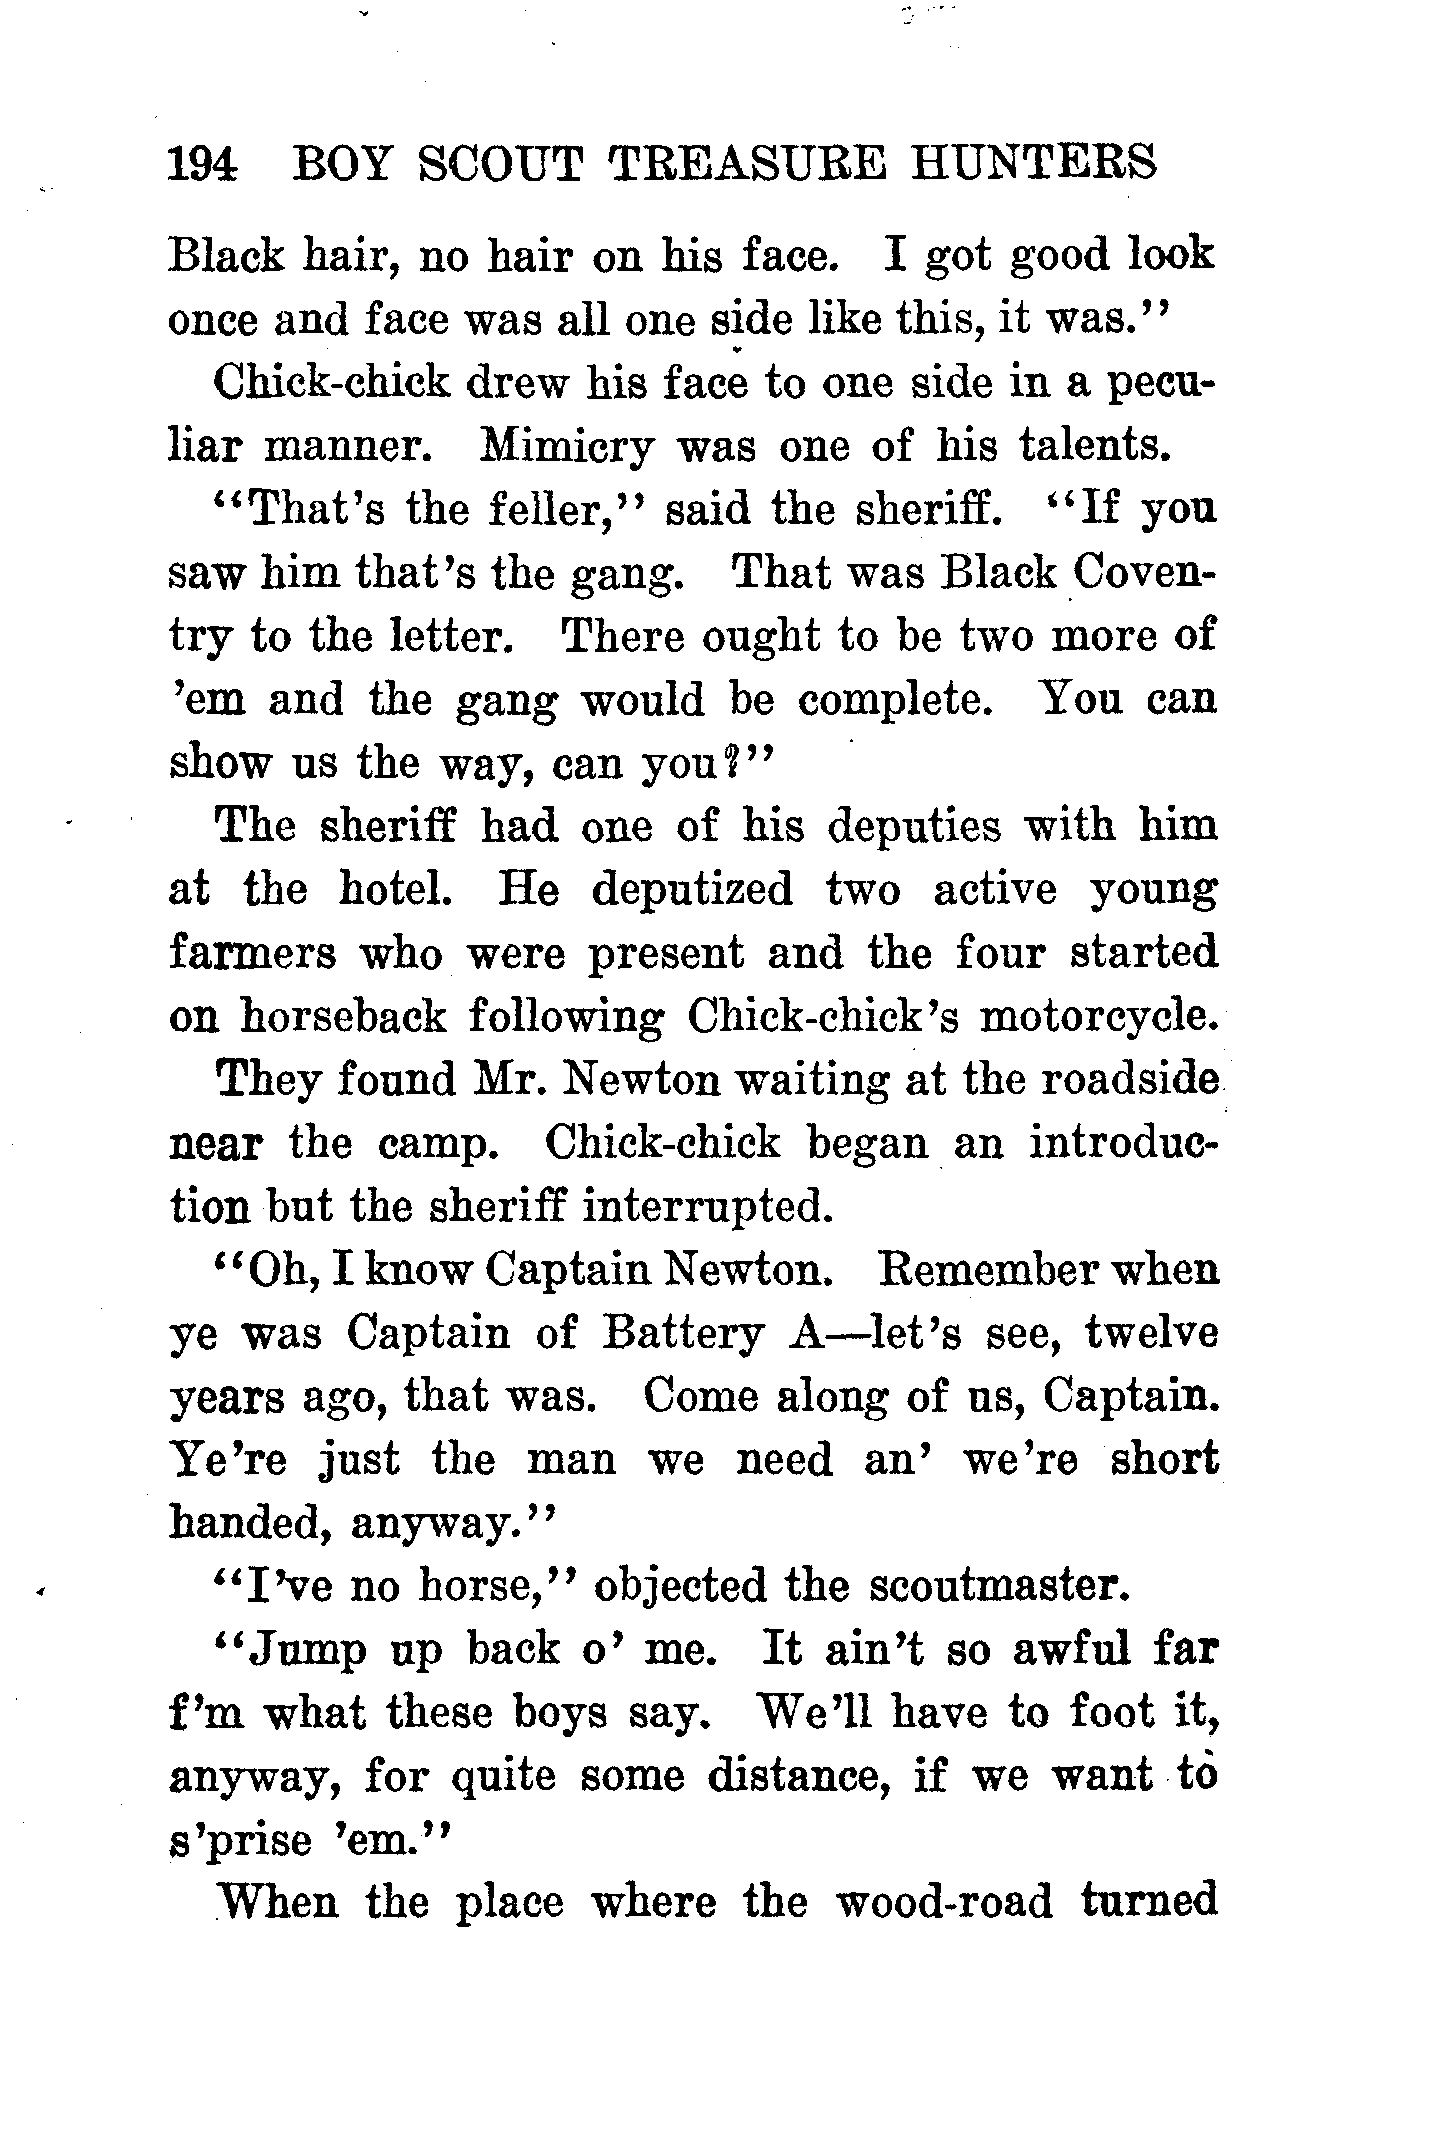 194 BOY SCOUT TREASURE HUNTERS
Black hair, no hair on his face. I got good look
once and face was all one side like this, it was."
Chick-chick drew his face to one side in a pecu-
liar manner. Mimicry was one of his talents.
"That's the feller," said the sheriff. "If you
saw him that's the gang. That was Black Coven-
try to the letter. There ought to be two more of
'em and the gang would be complete. You can
show us the way, can you?"
The sheriff had one of his deputies with him
at the hotel. He deputized two active young
farmers who were present and the four started
on horseback following Chick-chick's motorcycle.
They found Mr. Newton waiting at the roadside
near the camp. Chick-chick began an introduc-
tion but the sheriff interrupted.
"Oh, I know Captain Newton. Remember when
ye was Captain of Battery A—let's see, twelve
years ago, that was. Come along of us, Captain.
Ye're just the man we need an' we're short
handed, anyway."
"I've no horse," objected the scoutmaster.
"Jump up back o' me. It ain't so awful far
f'm what these boys say. We'll have to foot it,
anyway, for quite some distance, if we want to
s'prise 'em."
When the place where the wood-road turned